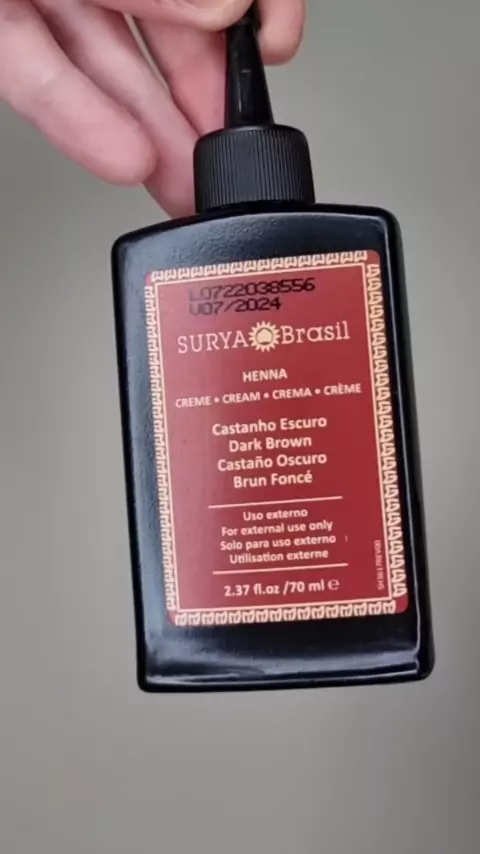 L0722038556
V07/2024
SURYA Brasil
HENNA
CREME • CREAM • CREMA • CRÈME
Castanho Escuro
Dark Brown
Castaño Oscuro
Brun Foncé
Uso externo
For external use only
Solo para uso externo
Utilisation externe
2.37 fl.oz /70 ml ℮